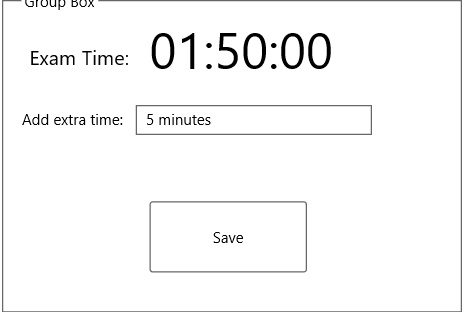 Group Box
Exam Time: 01:50:00
Add extra time: 5 minutes
Save